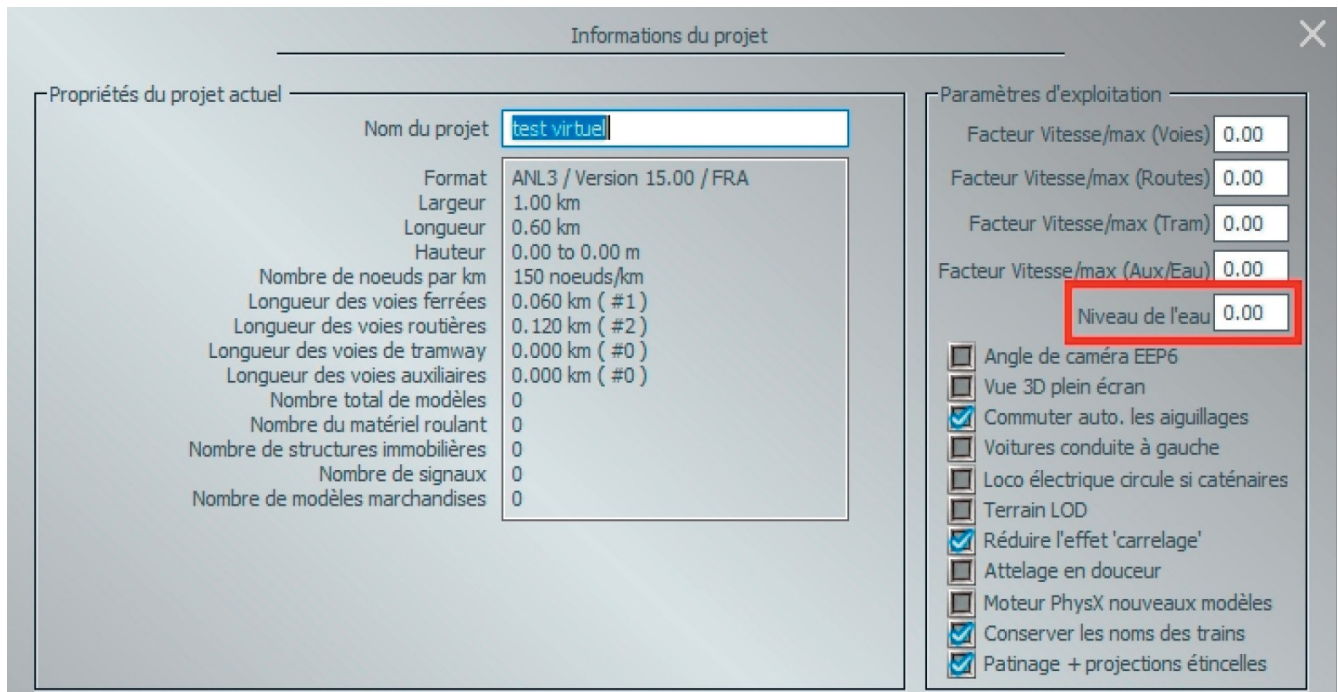 Informations du projet
Propriétés du projet actuel
Nom du projet test virtuel
Format ANL3 / Version 15.00 / FRA
Largeur 1.00 km
Longueur 0.60 km
Hauteur 0.00 to 0.00 m
Nombre de noeuds par km 150 noeuds/km
Longueur des voies ferrées 0.060 km ( #1 )
Longueur des voies routières 0.120 km ( #2 )
Longueur des voies de tramway 0.000 km ( #0 )
Longueur des voies auxiliaires 0.000 km ( #0 )
Nombre total de modèles 0
Nombre du matériel roulant 0
Nombre de structures immobilières 0
Nombre de signaux 0
Nombre de modèles marchandises 0
Paramètres d'exploitation
Facteur Vitesse/max (Voies) 0.00
Facteur Vitesse/max (Routes) 0.00
Facteur Vitesse/max (Tram) 0.00
Facteur Vitesse/max (Aux/Eau) 0.00
Niveau de l'eau 0.00
Angle de caméra EEP6
Vue 3D plein écran
Commuter auto. les aiguillages
Voitures conduite à gauche
Loco électrique circule si caténaires
Terrain LOD
Réduire l'effet 'carrelage'
Attelage en douceur
Moteur PhysX nouveaux modèles
Conserver les noms des trains
Patinage + projections étincelles